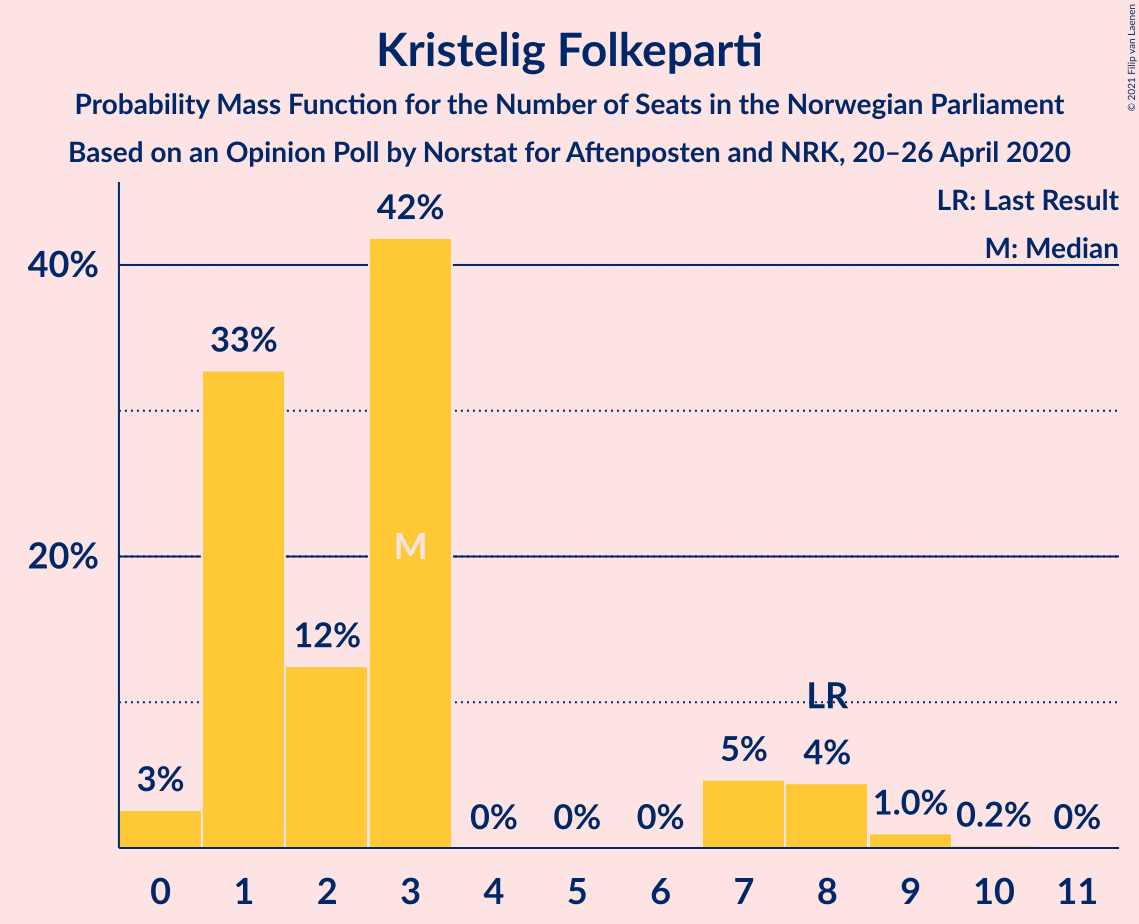 Kristelig Folkeparti
Probability Mass Function for the Number of Seats in the Norwegian Parliament
Based on an Opinion Poll by Norstat for Aftenposten and NRK, 20–26 April 2020
© 2021 Filip van Laenen
LR: Last Result
M: Median
42%
40%
33%
M
20%
12%
LR
3%
0%
0%
0%
5%
4%
1.0%
0.2%
0%
0 1 2 3 4 5 6 7 8 9 10 11